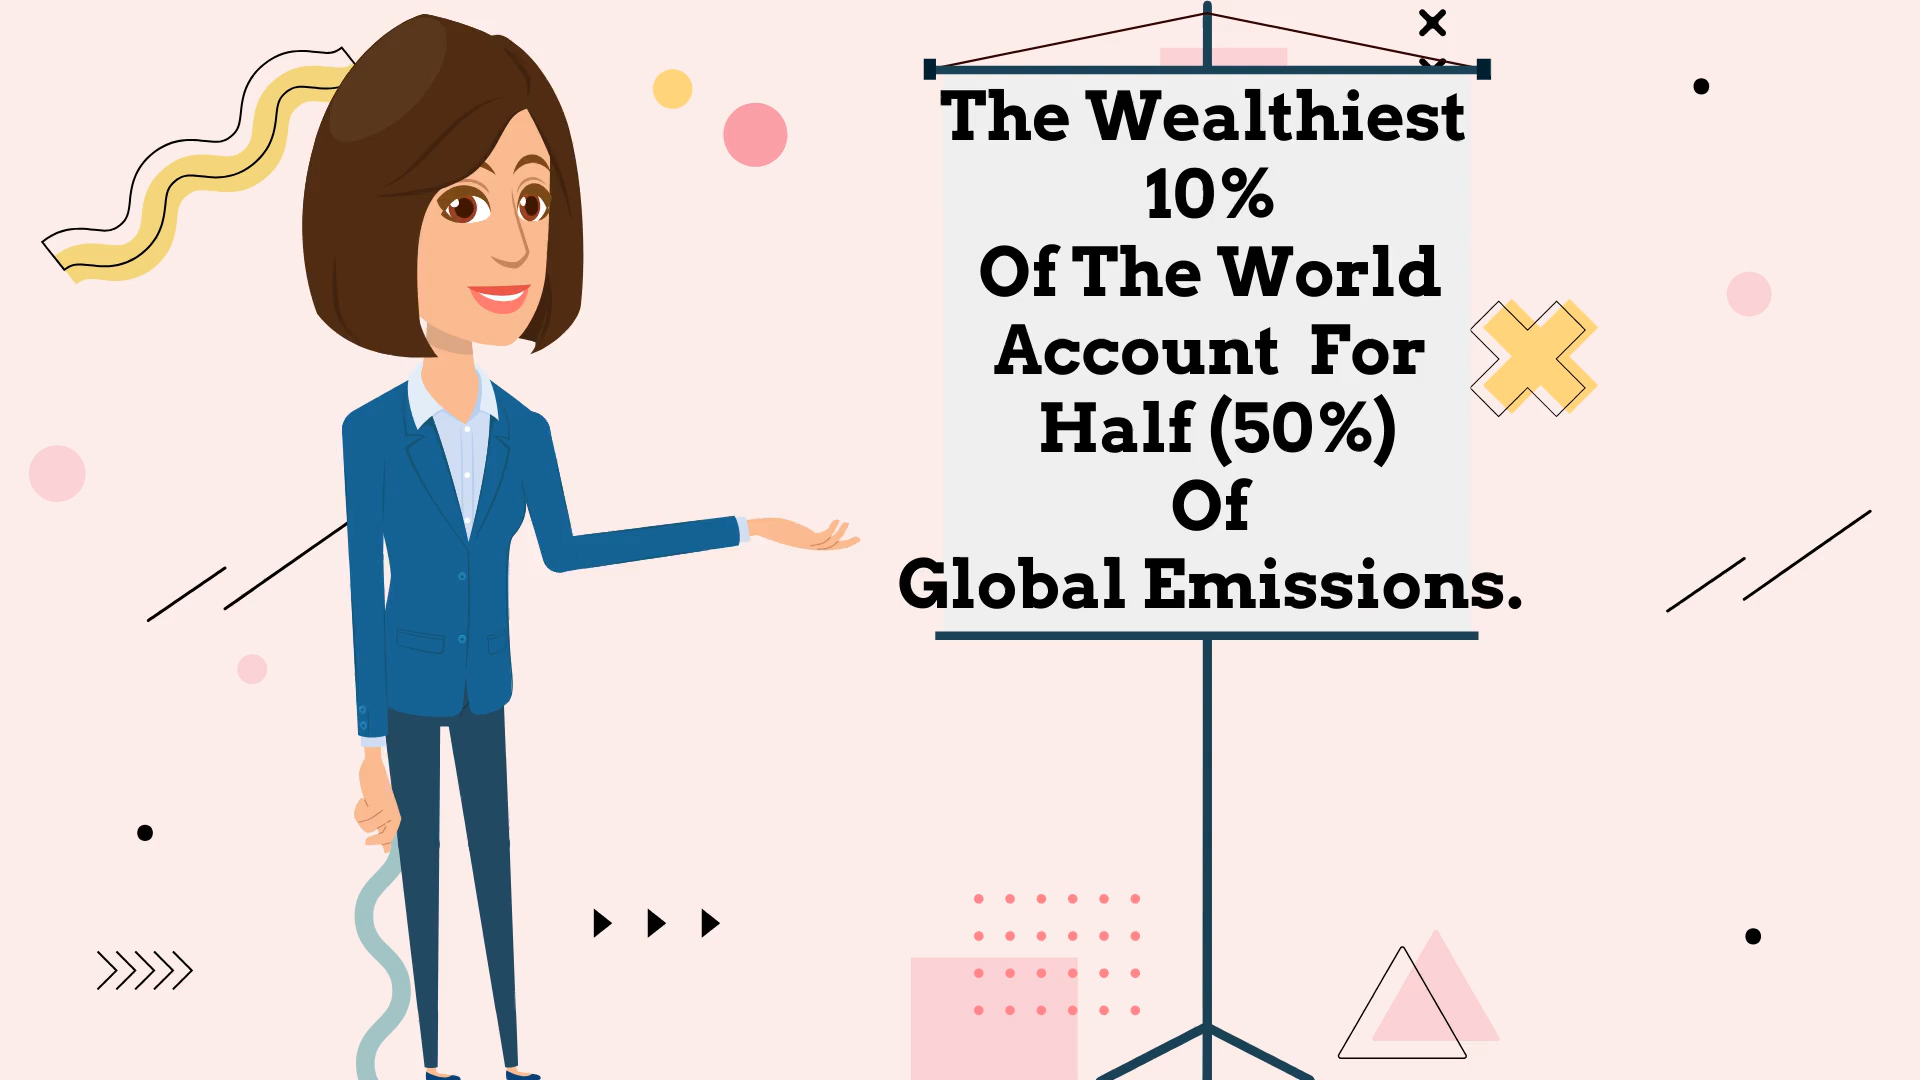 The Wealthiest
10%
Of The World
Account For
Half (50%)
Of
Global Emissions.